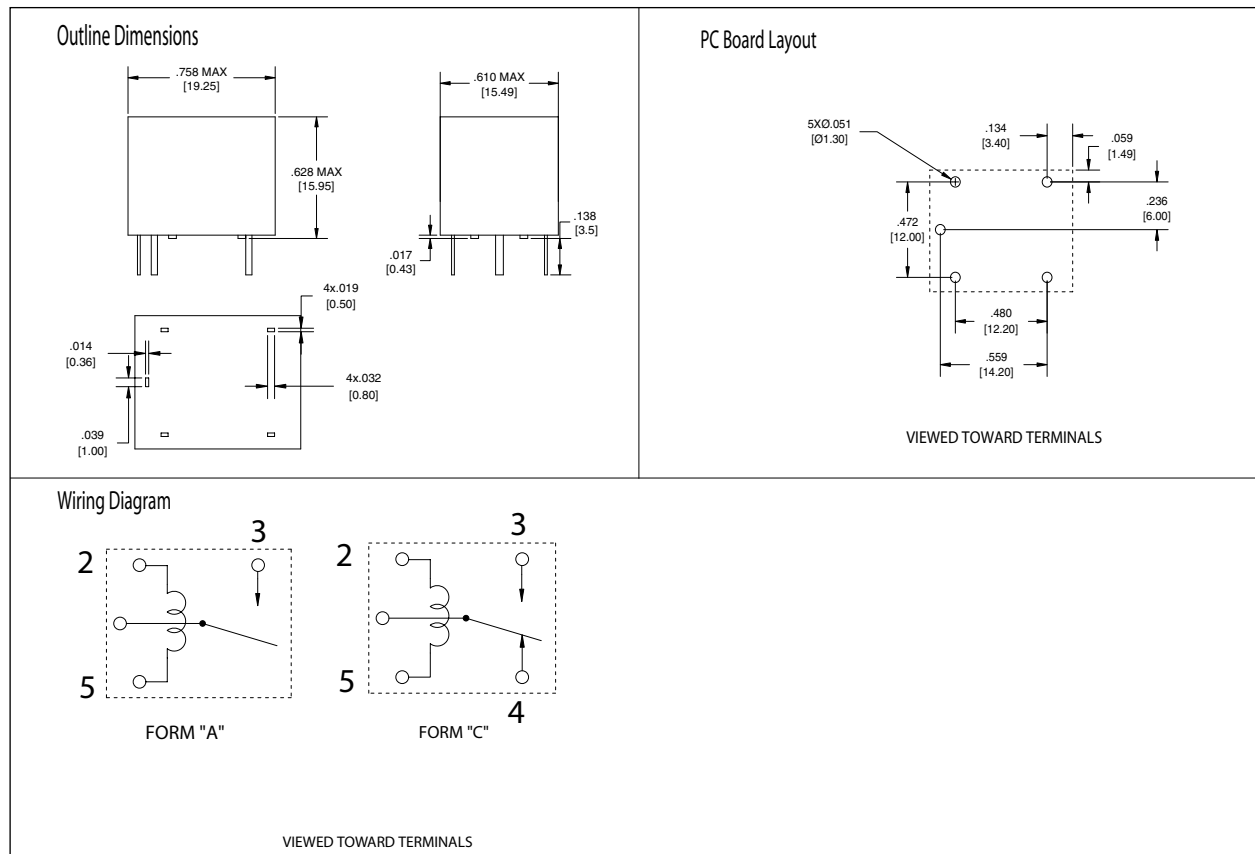 Outline Dimensions
.758 MAX
[19.25]
.610 MAX
[15.49]
.628 MAX
[15.95]
.017
[0.43]
.138
[3.5]
4x.019
[0.50]
.014
[0.36]
4x.032
[0.80]
.039
[1.00]
PC Board Layout
5XØ.051
[Ø1.30]
.134
[3.40]
.059
[1.49]
.236
[6.00]
.472
[12.00]
.480
[12.20]
.559
[14.20]
VIEWED TOWARD TERMINALS
Wiring Diagram
2
3
5
FORM "A"
2
3
5
4
FORM "C"
VIEWED TOWARD TERMINALS